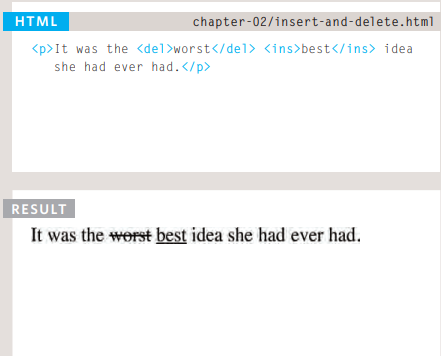 HTML chapter-02/insert-and-delete.html
<p>It was the <del>worst</del> <ins>best</ins> idea
she had ever had.</p>
RESULT
It was the worst best idea she had ever had.